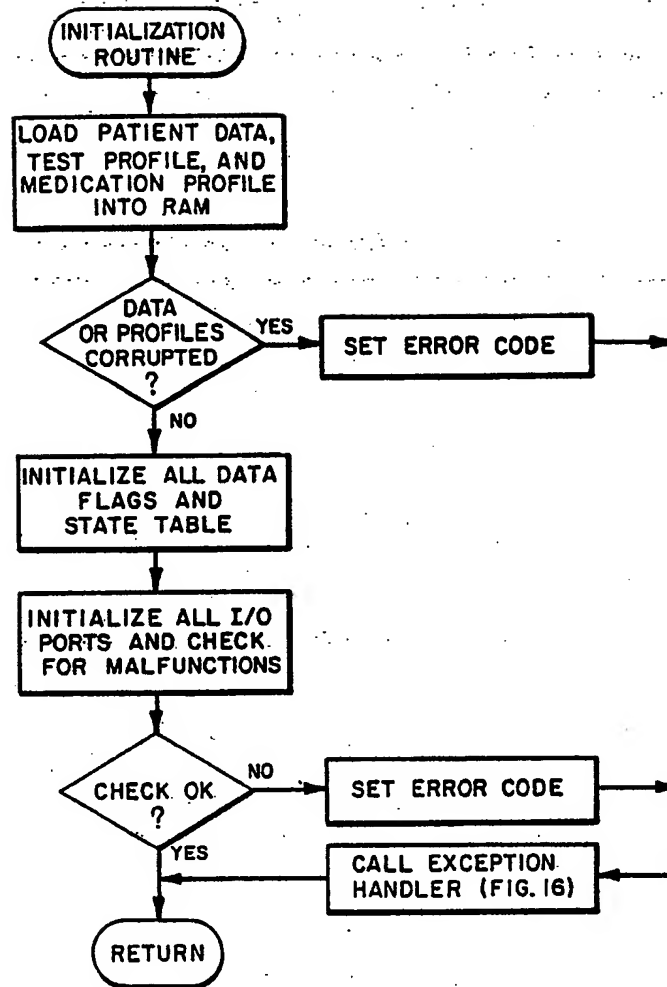 INITIALIZATION
ROUTINE
LOAD PATIENT DATA,
TEST PROFILE, AND
MEDICATION PROFILE
INTO RAM
DATA
OR PROFILES
CORRUPTED
?
YES
SET ERROR CODE
NO
INITIALIZE ALL DATA
FLAGS AND
STATE TABLE
INITIALIZE ALL I/O
PORTS AND CHECK
FOR MALFUNCTIONS
CHECK OK
?
NO
SET ERROR CODE
YES
CALL EXCEPTION
HANDLER (FIG. 16)
RETURN